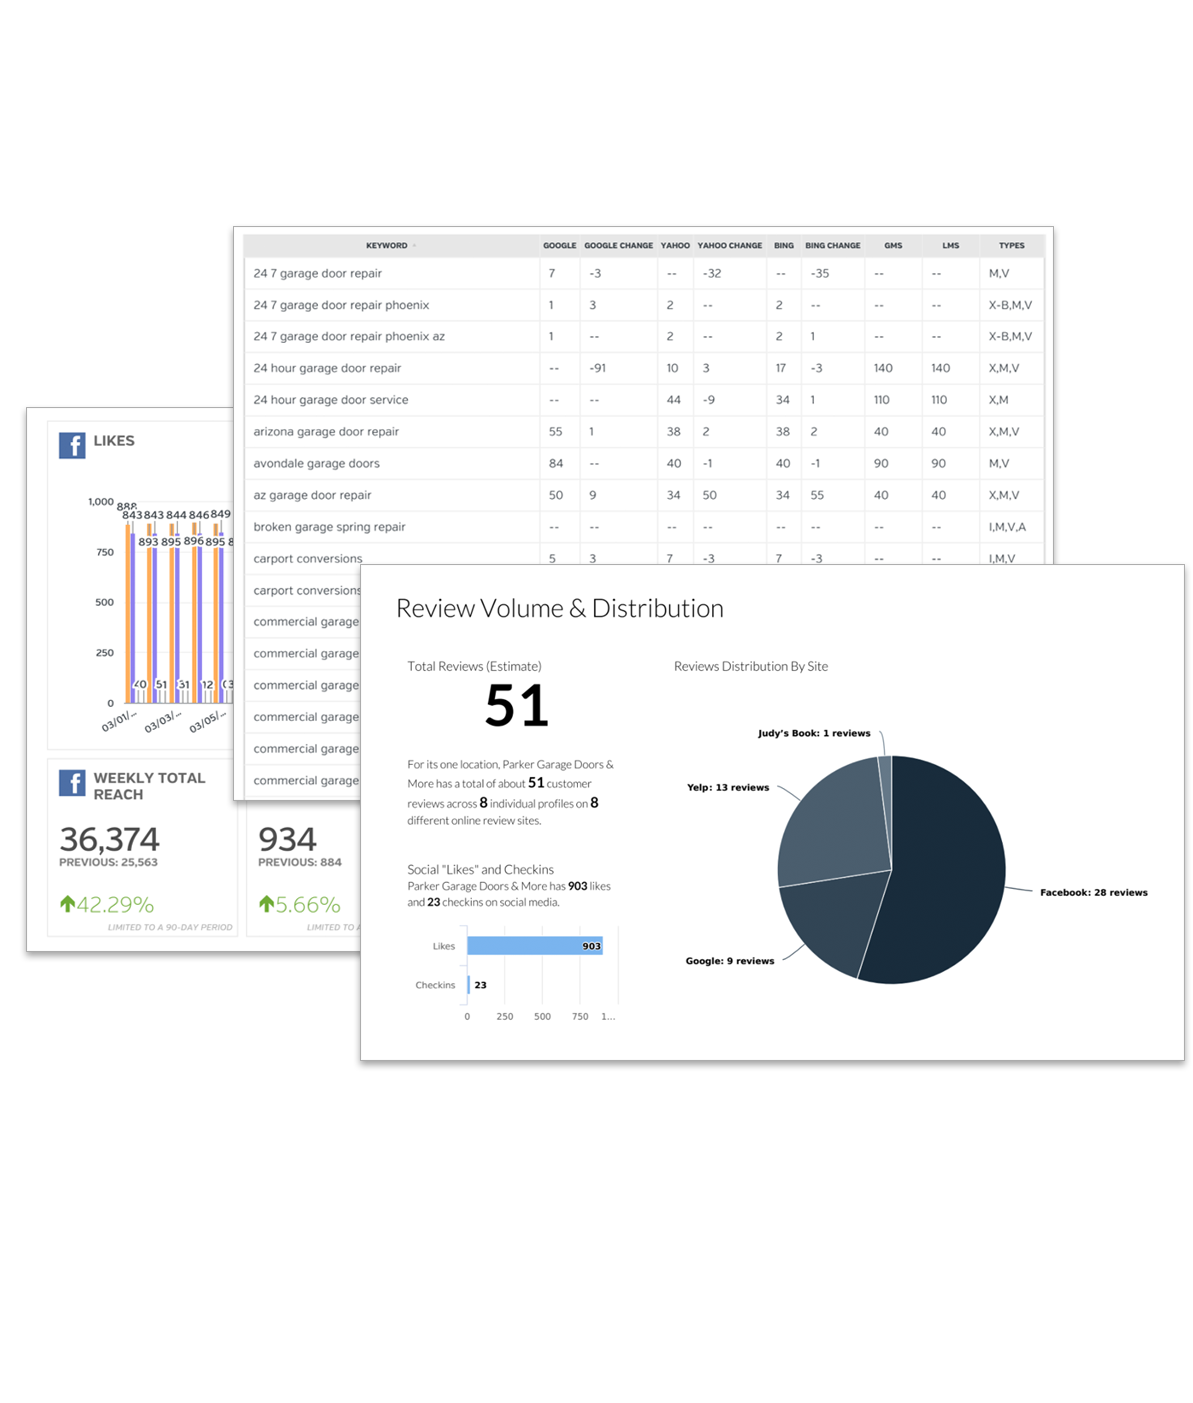 KEYWORD GOOGLE GOOGLE CHANGE YAHOO YAHOO CHANGE BING BING CHANGE GMS LMS TYPES
24 7 garage door repair 7 -3 -- -32 -- -35 -- -- M,V
24 7 garage door repair phoenix 1 3 2 -- 2 -- -- -- X-B,M,V
24 7 garage door repair phoenix az 1 -- 2 -- 2 1 -- -- X-B,M,V
24 hour garage door repair -- -91 10 3 17 -3 140 140 X,M,V
24 hour garage door service -- -- 44 -9 34 1 110 110 X,M
arizona garage door repair 55 1 38 2 38 2 40 40 X,M,V
avondale garage doors 84 -- 40 -1 40 -1 90 90 M,V
az garage door repair 50 9 34 50 34 55 40 40 X,M,V
broken garage spring repair -- -- -- -- -- -- -- -- I,M,V,A
carport conversions 5 3 7 -3 7 -3 -- -- I,M,V
carport conversions
commercial garage
commercial garage
commercial garage
commercial garage
commercial garage
commercial garage
LIKES
1,000
888
843 843 844 846 849
893 895 896 895
750
500
250
0
40 51 31 12
03/01/... 03/03/... 03/05/...
WEEKLY TOTAL
REACH
36,374
PREVIOUS: 25,563
42.29%
LIMITED TO A 90-DAY PERIOD
934
PREVIOUS: 884
5.66%
LIMITED TO
Review Volume & Distribution
Total Reviews (Estimate)
51
For its one location, Parker Garage Doors &
More has a total of about 51 customer
reviews across 8 individual profiles on 8
different online review sites.
Social "Likes" and Checkins
Parker Garage Doors & More has 903 likes
and 23 checkins on social media.
Likes 903
Checkins 23
0 250 500 750 1...
Reviews Distribution By Site
Judy's Book: 1 reviews
Yelp: 13 reviews
Facebook: 28 reviews
Google: 9 reviews